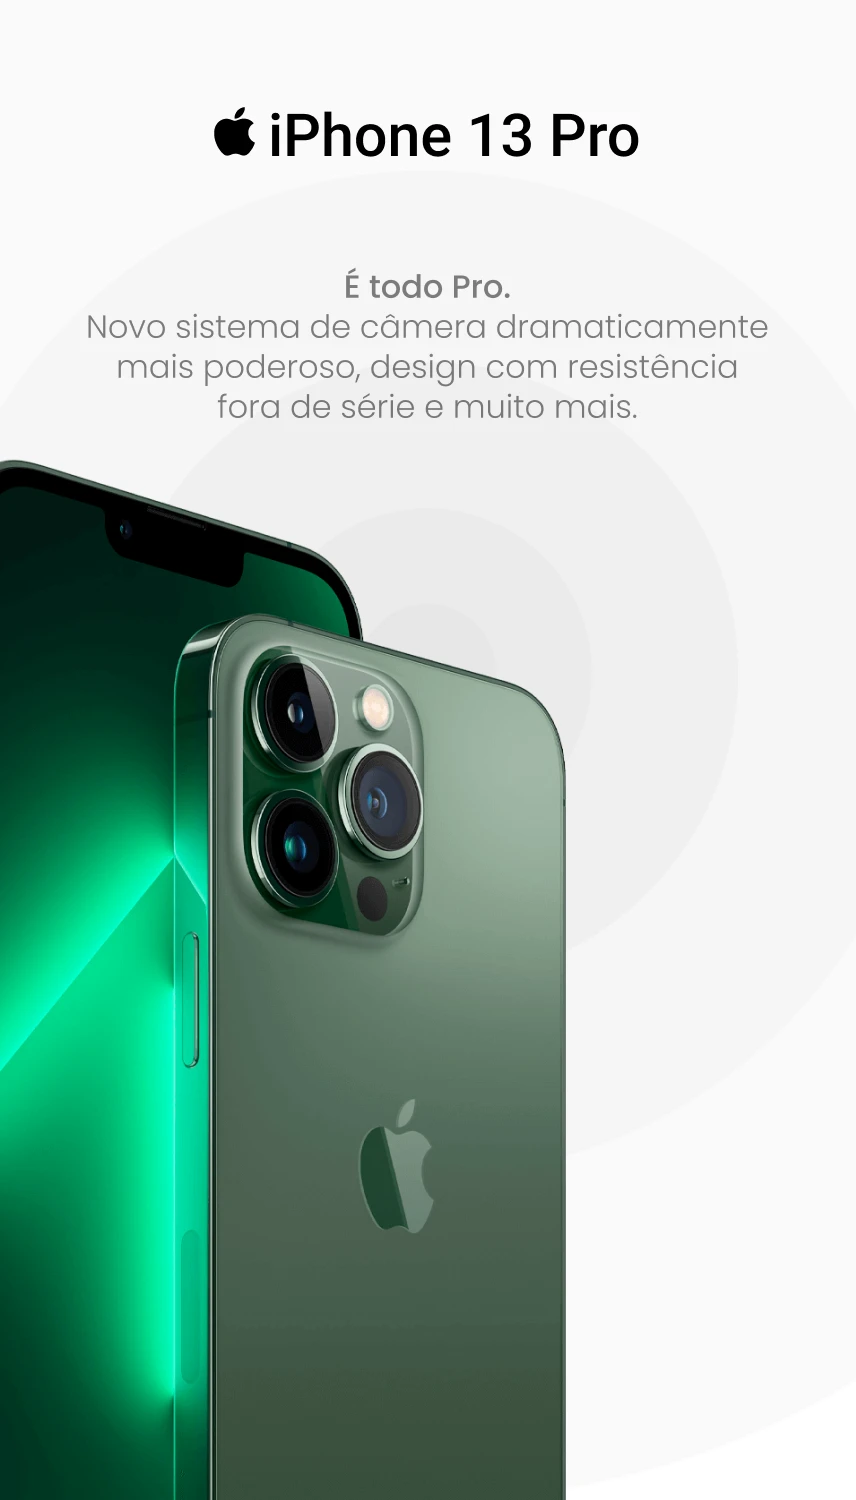 iPhone 13 Pro
É todo Pro.
Novo sistema de câmera dramaticamente
mais poderoso, design com resistência
fora de série e muito mais.